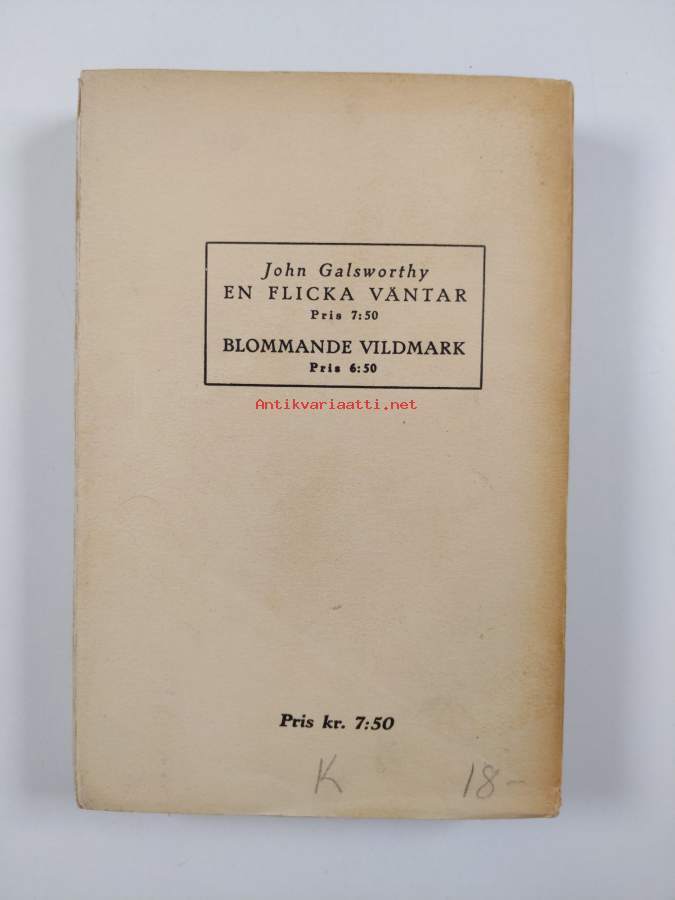 John Galsworthy
EN FLICKA VÄNTAR
Pris 7:50
BLOMMANDE VILDMARK
Pris 6:50
Antikvariaatti.net
Pris kr. 7:50
K 18-